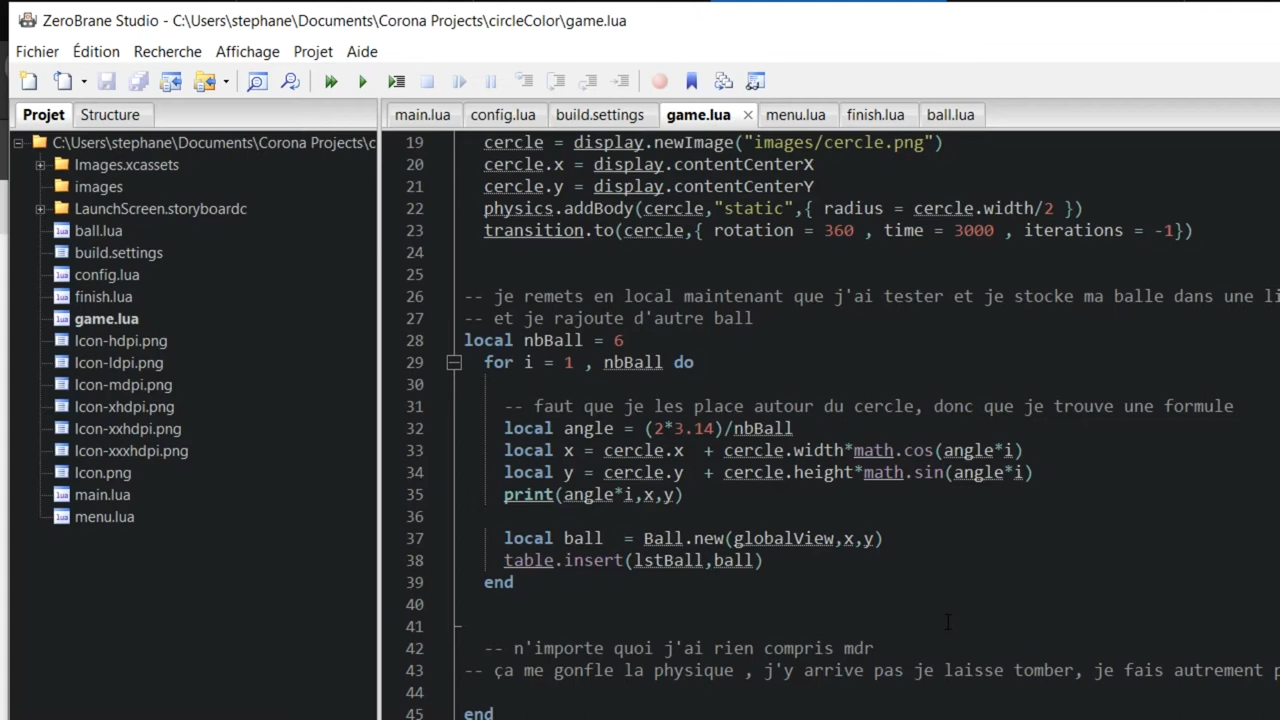 ZeroBrane Studio - C:\Users\stephane\Documents\Corona Projects\circleColor\game.lua
Fichier Édition Recherche Affichage Projet Aide
Projet Structure
main.lua config.lua build.settings game.lua menu.lua finish.lua ball.lua
C:\Users\stephane\Documents\Corona Projects\c
Images.xcassets
images
LaunchScreen.storyboardc
ball.lua
build.settings
config.lua
finish.lua
game.lua
Icon-hdpi.png
Icon-ldpi.png
Icon-mdpi.png
Icon-xhdpi.png
Icon-xxhdpi.png
Icon-xxxhdpi.png
Icon.png
main.lua
menu.lua
19 cercle = display.newImage("images/cercle.png")
20 cercle.x = display.contentCenterX
21 cercle.y = display.contentCenterY
22 physics.addBody(cercle,"static",{ radius = cercle.width/2 })
23 transition.to(cercle,{ rotation = 360 , time = 3000 , iterations = -1})
24
25
26 -- je remets en local maintenant que j'ai tester et je stocke ma balle dans une li
27 -- et je rajoute d'autre ball
28 local nbBall = 6
29 for i = 1 , nbBall do
30
31 -- faut que je les place autour du cercle, donc que je trouve une formule
32 local angle = (2*3.14)/nbBall
33 local x = cercle.x + cercle.width*math.cos(angle*i)
34 local y = cercle.y + cercle.height*math.sin(angle*i)
35 print(angle*i,x,y)
36
37 local ball = Ball.new(globalView,x,y)
38 table.insert(lstBall,ball)
39 end
40
41
42 -- n'importe quoi j'ai rien compris mdr
43 -- ça me gonfle la physique , j'y arrive pas je laisse tomber, je fais autrement p
44
45 end